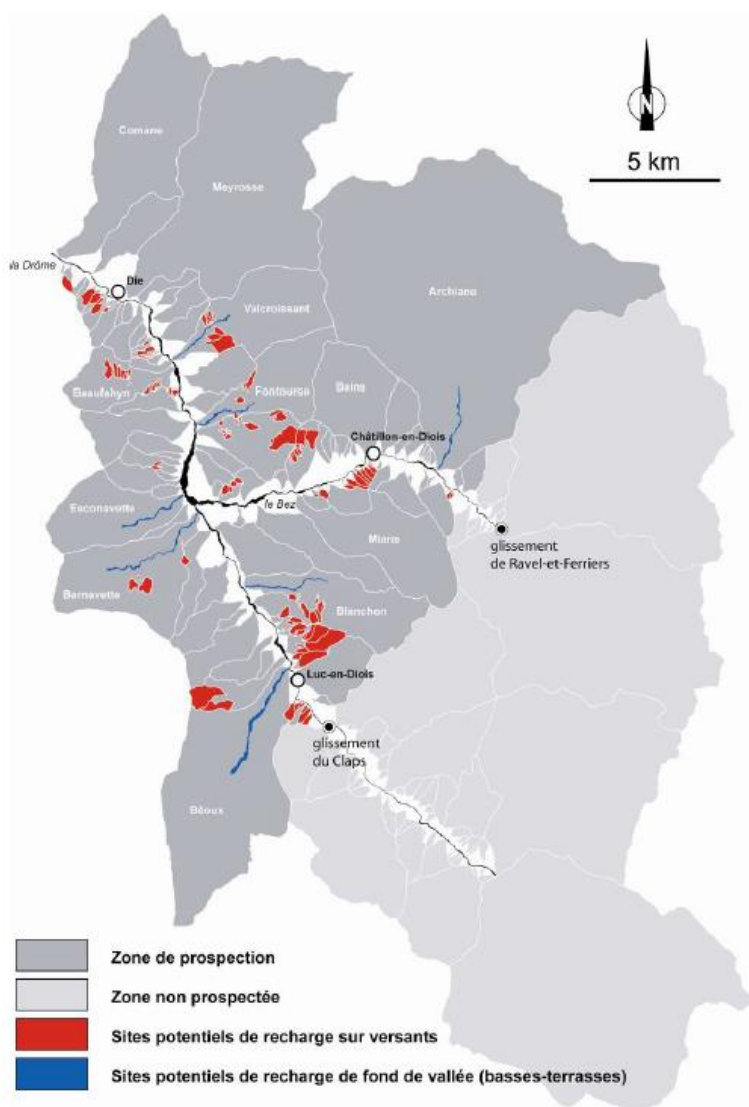 N
5 km
Comane
Meyrosse
la Drôme
Die
Archiane
Valcroissant
Beaufahyn
Fontourse
Bains
Châtillon-en-Diois
Esconavette
le Bez
Miaris
glissement
de Ravel-et-Ferriers
Barnavette
Blanchon
Luc-en-Diois
glissement
du Claps
Béoux
Zone de prospection
Zone non prospectée
Sites potentiels de recharge sur versants
Sites potentiels de recharge de fond de vallée (basses-terrasses)